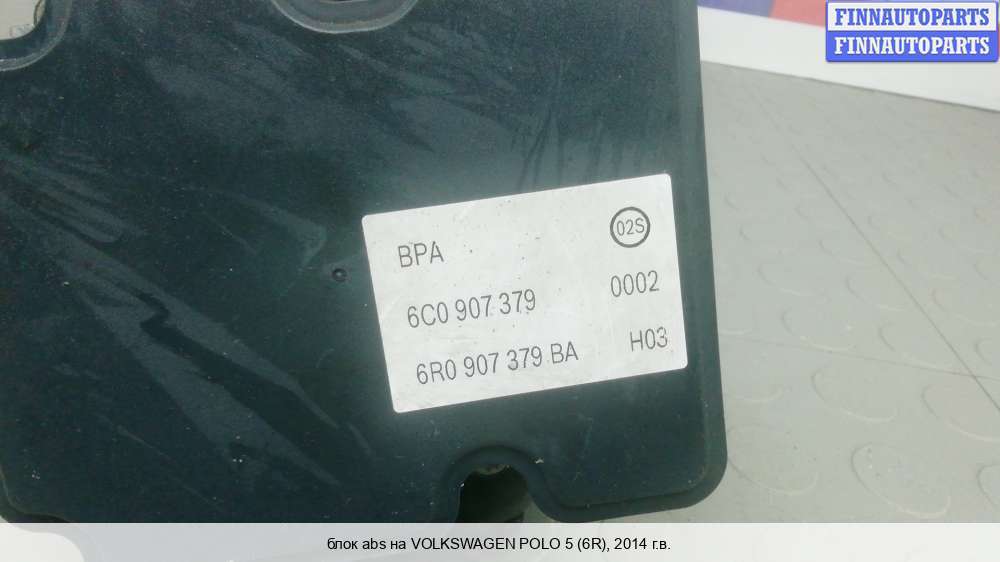 FINNAUTOPARTS
FINNAUTOPARTS
BPA 02S
6C0 907 379 0002
6R0 907 379 BA H03
блок abs на VOLKSWAGEN POLO 5 (6R), 2014 г.в.